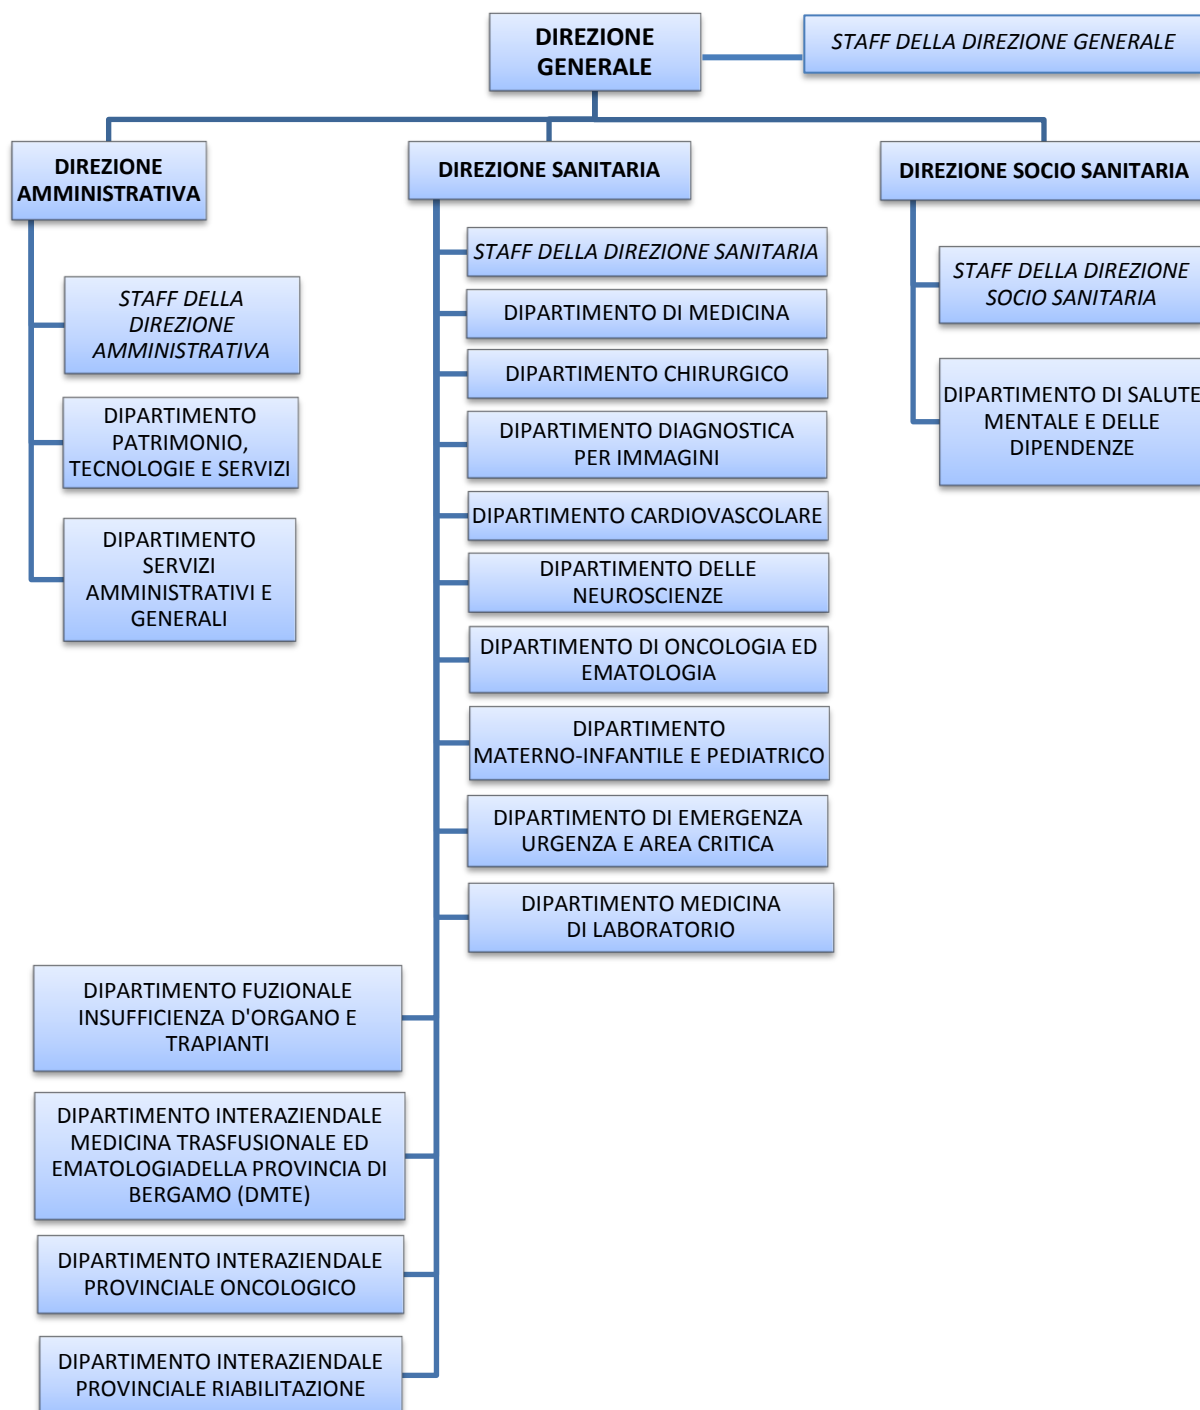 DIREZIONE
GENERALE
STAFF DELLA DIREZIONE GENERALE
DIREZIONE
AMMINISTRATIVA
STAFF DELLA
DIREZIONE
AMMINISTRATIVA
DIPARTIMENTO
PATRIMONIO,
TECNOLOGIE E SERVIZI
DIPARTIMENTO
SERVIZI
AMMINISTRATIVI E
GENERALI
DIREZIONE SANITARIA
STAFF DELLA DIREZIONE SANITARIA
DIPARTIMENTO DI MEDICINA
DIPARTIMENTO CHIRURGICO
DIPARTIMENTO DIAGNOSTICA
PER IMMAGINI
DIPARTIMENTO CARDIOVASCOLARE
DIPARTIMENTO DELLE
NEUROSCIENZE
DIPARTIMENTO DI ONCOLOGIA ED
EMATOLOGIA
DIPARTIMENTO
MATERNO-INFANTILE E PEDIATRICO
DIPARTIMENTO DI EMERGENZA
URGENZA E AREA CRITICA
DIPARTIMENTO MEDICINA
DI LABORATORIO
DIPARTIMENTO FUZIONALE
INSUFFICIENZA D'ORGANO E
TRAPIANTI
DIPARTIMENTO INTERAZIENDALE
MEDICINA TRASFUSIONALE ED
EMATOLOGIADELLA PROVINCIA DI
BERGAMO (DMTE)
DIPARTIMENTO INTERAZIENDALE
PROVINCIALE ONCOLOGICO
DIPARTIMENTO INTERAZIENDALE
PROVINCIALE RIABILITAZIONE
DIREZIONE SOCIO SANITARIA
STAFF DELLA DIREZIONE
SOCIO SANITARIA
DIPARTIMENTO DI SALUTE
MENTALE E DELLE
DIPENDENZE